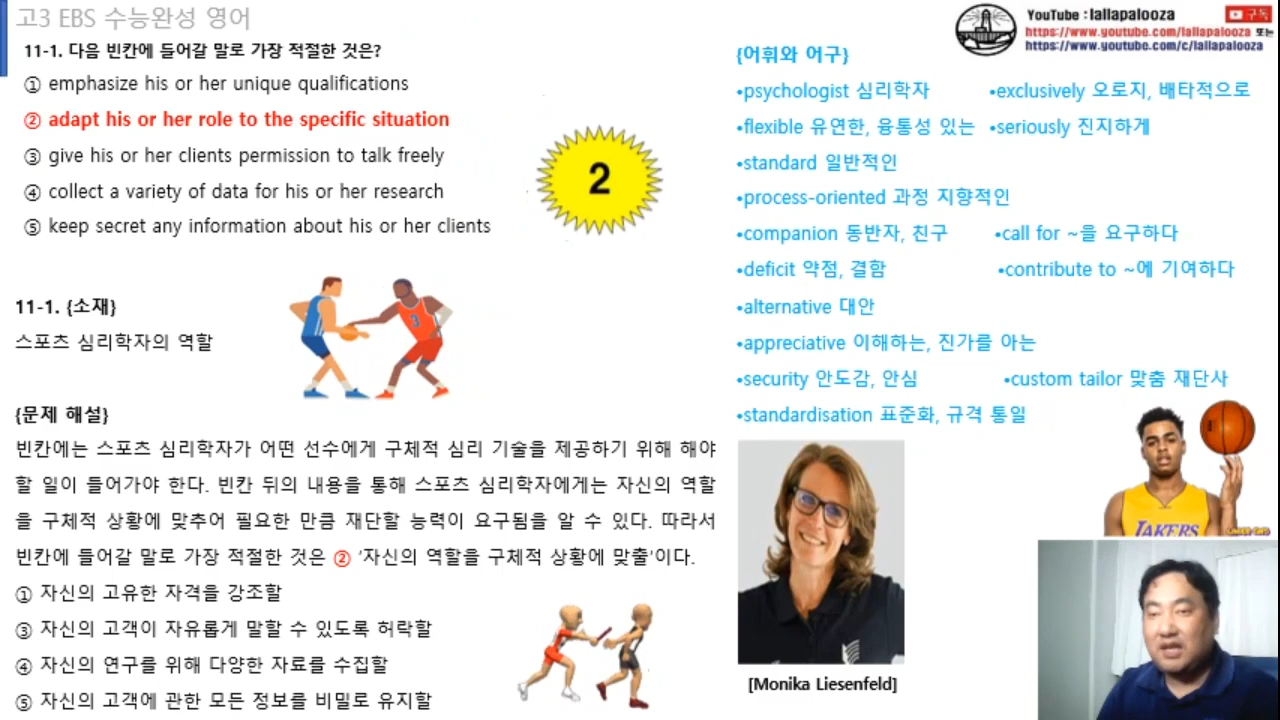 고3 EBS 수능완성 영어
YouTube : lallapalooza
구독
https://www.youtube.com/lallapalooza 또는
https://www.youtube.com/c/lallapalooza
11-1. 다음 빈칸에 들어갈 말로 가장 적절한 것은?
① emphasize his or her unique qualifications
② adapt his or her role to the specific situation
③ give his or her clients permission to talk freely
④ collect a variety of data for his or her research
⑤ keep secret any information about his or her clients
2
11-1. {소재}
스포츠 심리학자의 역할
3
{문제 해설}
빈칸에는 스포츠 심리학자가 어떤 선수에게 구체적 심리 기술을 제공하기 위해 해야
할 일이 들어가야 한다. 빈칸 뒤의 내용을 통해 스포츠 심리학자에게는 자신의 역할
을 구체적 상황에 맞추어 필요한 만큼 재단할 능력이 요구됨을 알 수 있다. 따라서
빈칸에 들어갈 말로 가장 적절한 것은 ② ‘자신의 역할을 구체적 상황에 맞출’이다.
① 자신의 고유한 자격을 강조할
③ 자신의 고객이 자유롭게 말할 수 있도록 허락할
④ 자신의 연구를 위해 다양한 자료를 수집할
⑤ 자신의 고객에 관한 모든 정보를 비밀로 유지할
{어휘와 어구}
•psychologist 심리학자 •exclusively 오로지, 배타적으로
•flexible 유연한, 융통성 있는 •seriously 진지하게
•standard 일반적인
•process-oriented 과정 지향적인
•companion 동반자, 친구 •call for ~을 요구하다
•deficit 약점, 결함 •contribute to ~에 기여하다
•alternative 대안
•appreciative 이해하는, 진가를 아는
•security 안도감, 안심 •custom tailor 맞춤 재단사
•standardisation 표준화, 규격 통일
LAKERS
[Monika Liesenfeld]